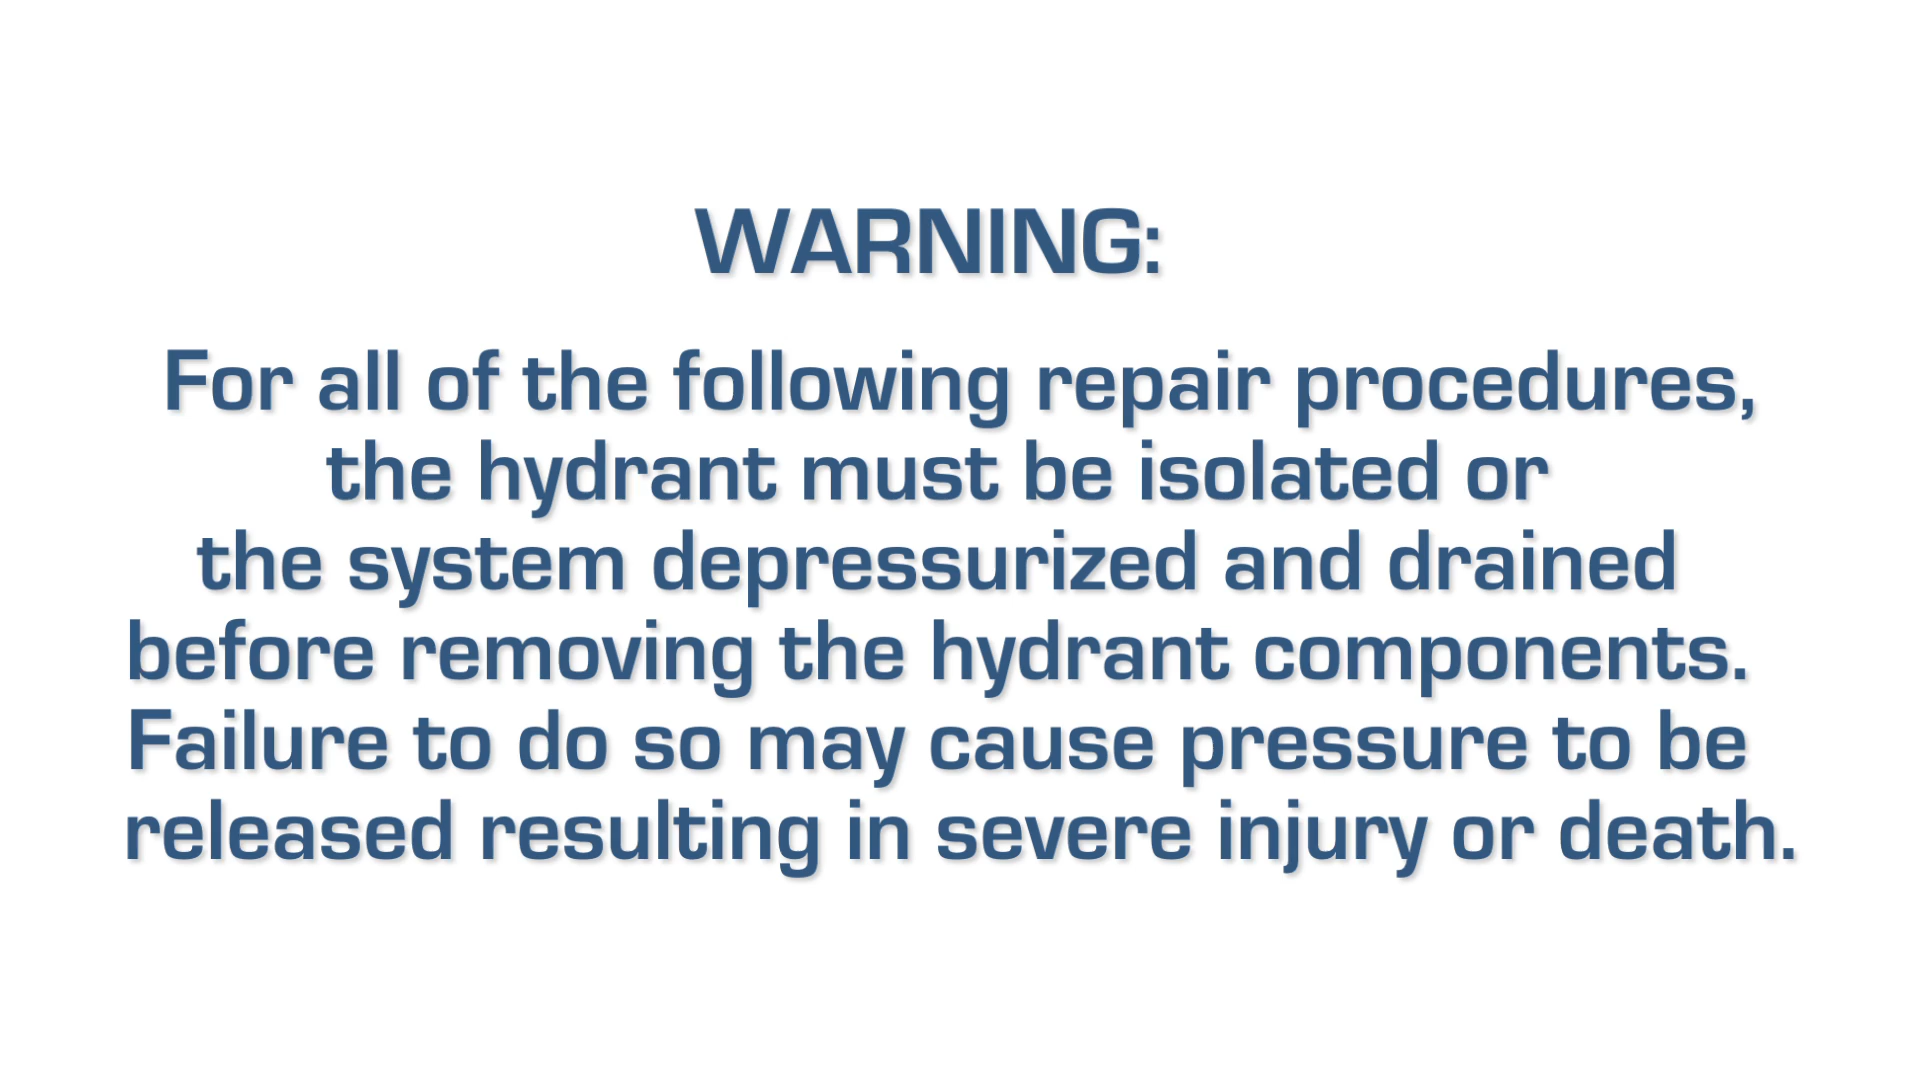 WARNING:
For all of the following repair procedures,
the hydrant must be isolated or
the system depressurized and drained
before removing the hydrant components.
Failure to do so may cause pressure to be
released resulting in severe injury or death.